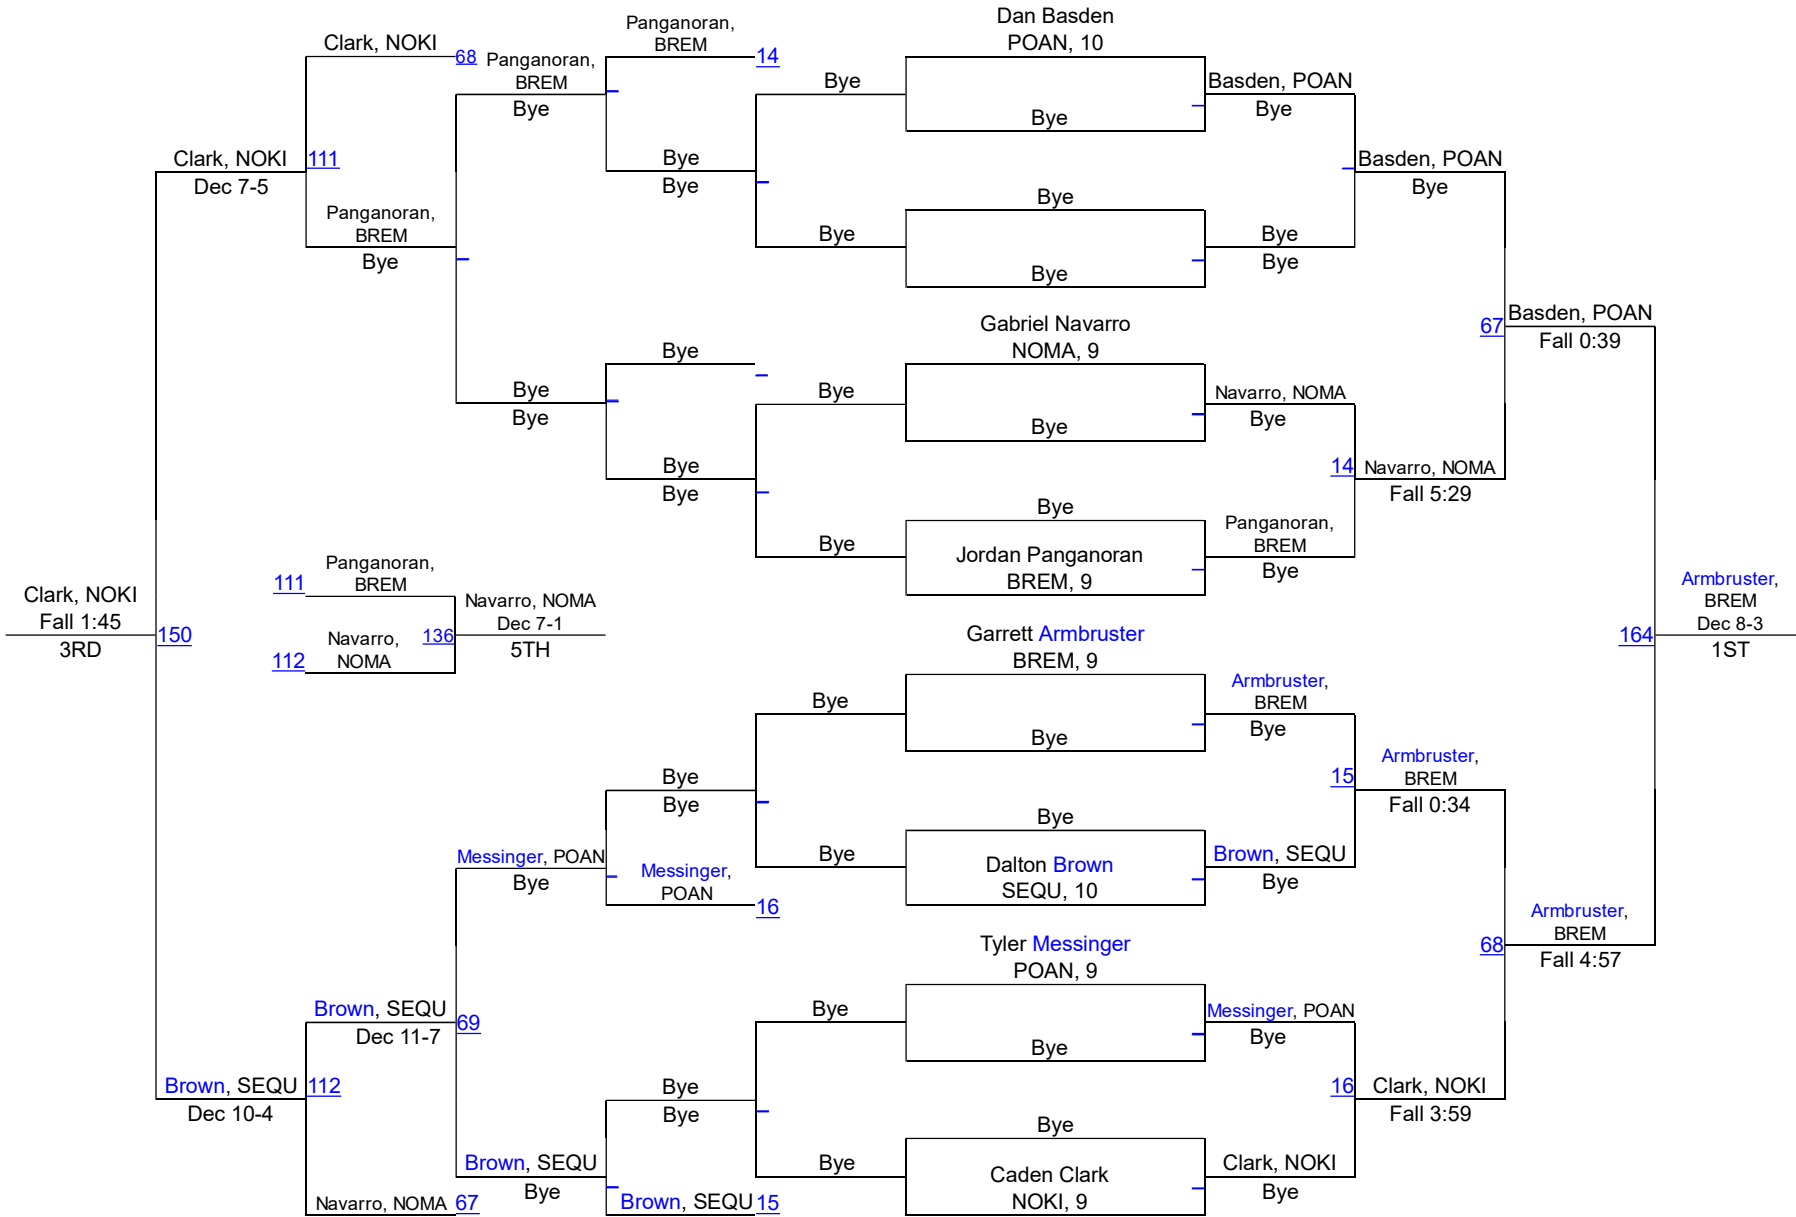 Dan Basden
POAN, 10
Bye
Bye
Bye
Gabriel Navarro
NOMA, 9
Bye
Bye
Jordan Panganoran
BREM, 9
Garrett Armbruster
BREM, 9
Bye
Bye
Dalton Brown
SEQU, 10
Tyler Messinger
POAN, 9
Bye
Bye
Caden Clark
NOKI, 9
Basden, POAN
Bye
Bye
Bye
Navarro, NOMA
Bye
Panganoran,
BREM
Bye
Armbruster,
BREM
Bye
Brown, SEQU
Bye
Messinger, POAN
Bye
Clark, NOKI
Bye
Basden, POAN
Bye
14
Navarro, NOMA
Fall 5:29
15
Armbruster,
BREM
Fall 0:34
16
Clark, NOKI
Fall 3:59
67
Basden, POAN
Fall 0:39
68
Armbruster,
BREM
Fall 4:57
164
Armbruster,
BREM
Dec 8-3
1ST
Bye
Bye
Bye
Bye
Bye
Bye
Bye
Bye
Panganoran,
BREM
14
Bye
Bye
Bye
Bye
Bye
Bye
Bye
Messinger,
POAN
16
Bye
Bye
Brown, SEQU
15
Panganoran,
BREM
Bye
Bye
Bye
Messinger, POAN
Bye
Brown, SEQU
Bye
Clark, NOKI
68
Panganoran,
BREM
Bye
Brown, SEQU
69
Dec 11-7
Navarro, NOMA
67
Clark, NOKI
111
Dec 7-5
Brown, SEQU
112
Dec 10-4
Clark, NOKI
Fall 1:45
150
3RD
111
Panganoran,
BREM
112
Navarro,
NOMA
136
Navarro, NOMA
Dec 7-1
5TH